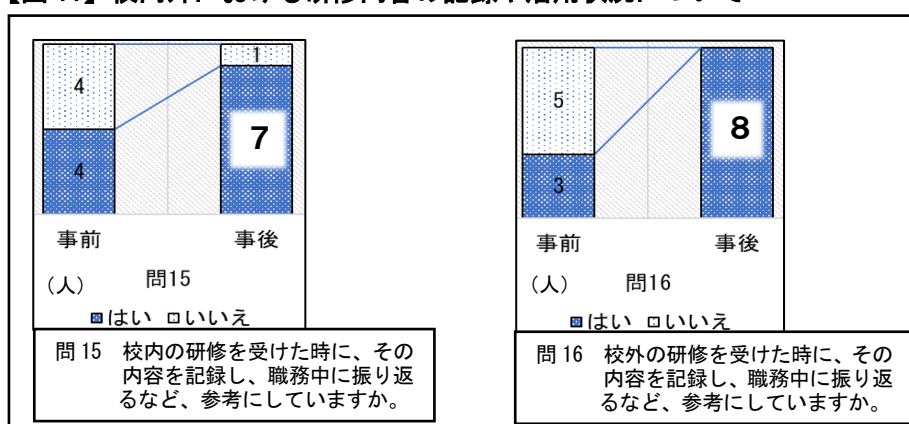 4
1
7
4
事前 事後
(人) 問15
はい いいえ
問 15 校内の研修を受けた時に、その
内容を記録し、職務中に振り返
るなど、参考にしていますか。
5
8
3
事前 事後
(人) 問16
はい いいえ
問 16 校外の研修を受けた時に、その
内容を記録し、職務中に振り返
るなど、参考にしていますか。